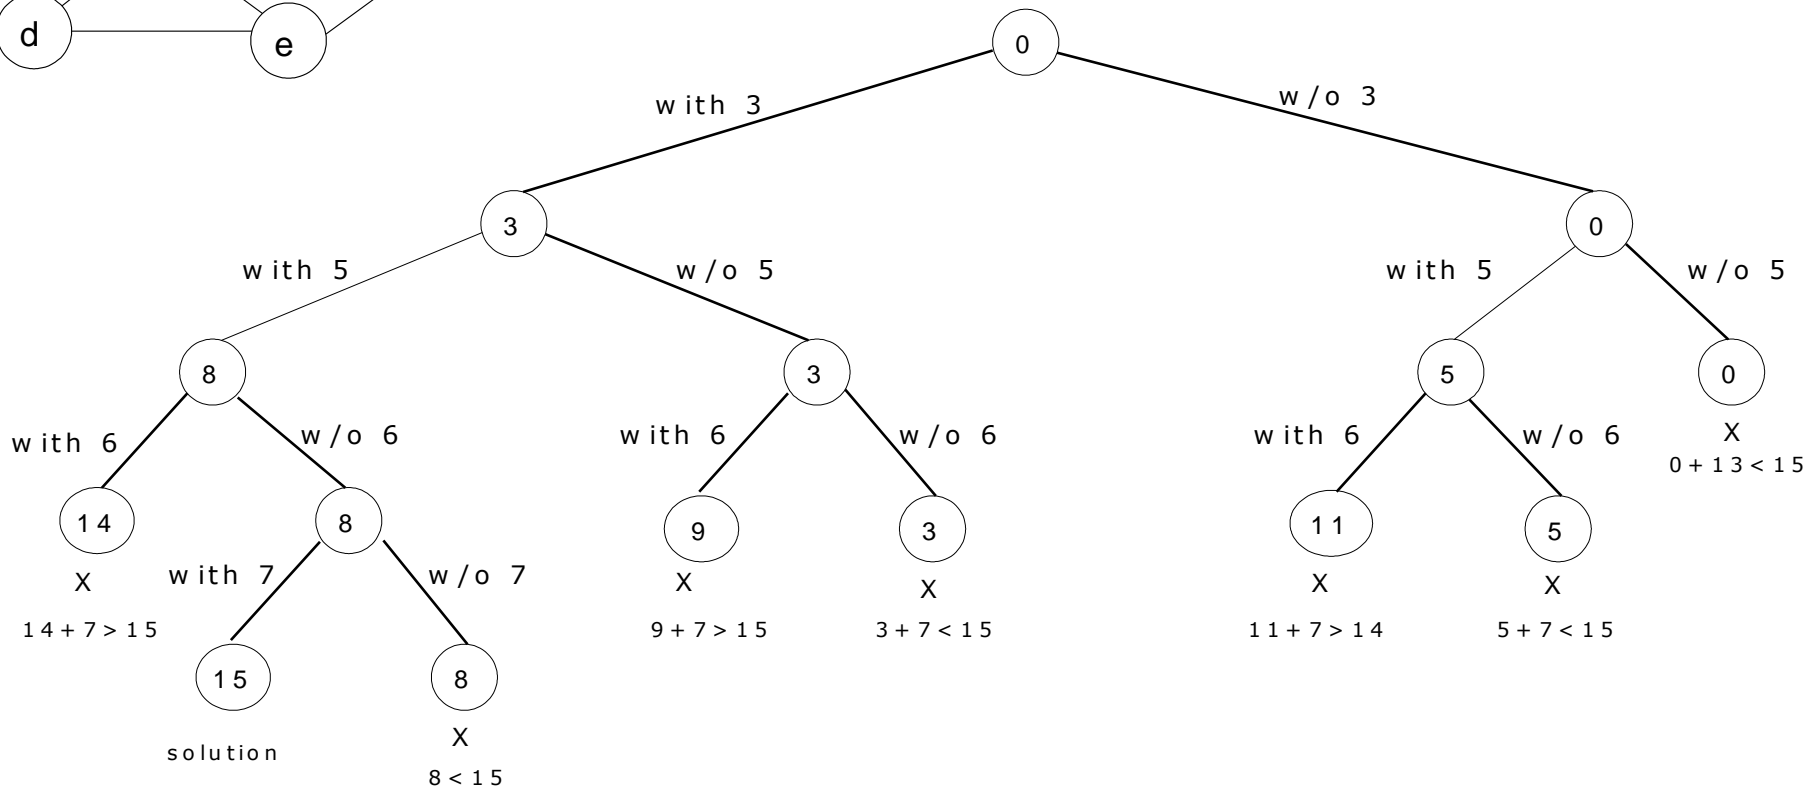 d
e
0
with 3
w/o 3
3
0
with 5
w/o 5
with 5
w/o 5
8
3
5
0
with 6
w/o 6
with 6
w/o 6
with 6
w/o 6
X
0+13<15
14
8
9
3
11
5
X
with 7
w/o 7
X
X
X
X
14+7>15
9+7>15
3+7<15
11+7>14
5+7<15
15
8
solution
X
8<15